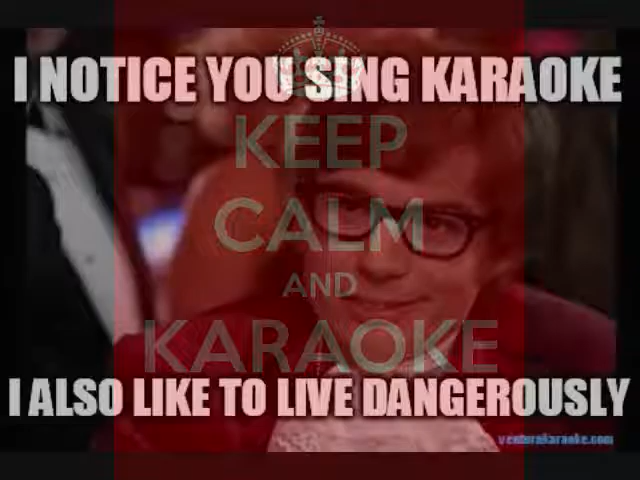 I NOTICE YOU SING KARAOKE
KEEP
CALM
AND
KARAOKE
I ALSO LIKE TO LIVE DANGEROUSLY
venturakaraoke.com